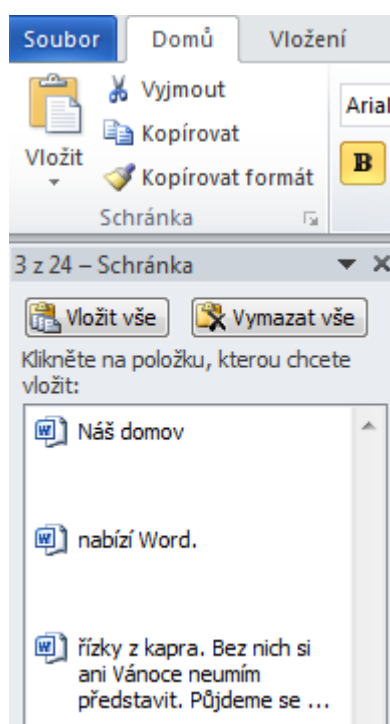 Soubor Domů Vložení
Vyjmout
Kopírovat
Vložit
Kopírovat formát
Arial
B
Schránka
3 z 24 – Schránka
Vložit vše Vymazat vše
Klikněte na položku, kterou chcete
vložit:
Náš domov
nabízí Word.
řízky z kapra. Bez nich si
ani Vánoce neumím
představit. Půjdeme se ...